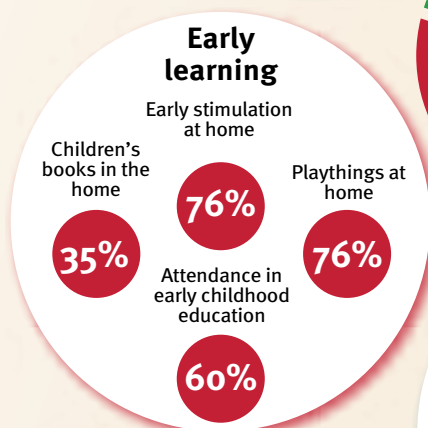 Early
learning
Early stimulation
at home
76%
Children’s
books in the
home
35%
Playthings at
home
76%
Attendance in
early childhood
education
60%